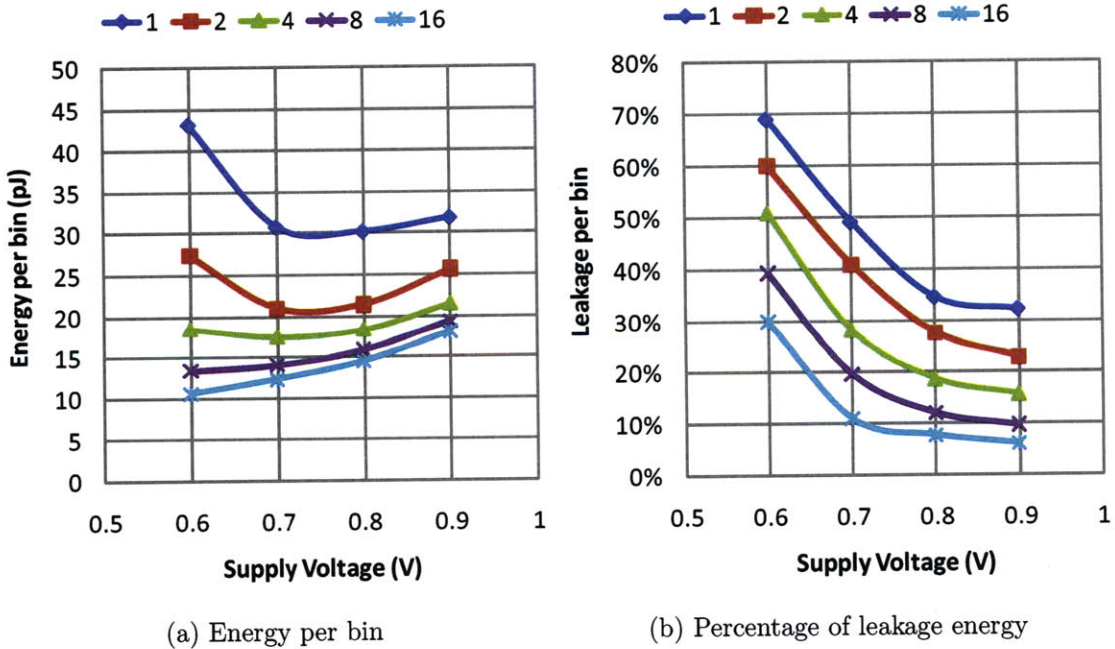 1 2 4 8 16
Energy per bin (pJ)
50
45
40
35
30
25
20
15
10
5
0
0.5 0.6 0.7 0.8 0.9 1
Supply Voltage (V)
(a) Energy per bin
1 2 4 8 16
Leakage per bin
80%
70%
60%
50%
40%
30%
20%
10%
0%
0.5 0.6 0.7 0.8 0.9 1
Supply Voltage (V)
(b) Percentage of leakage energy